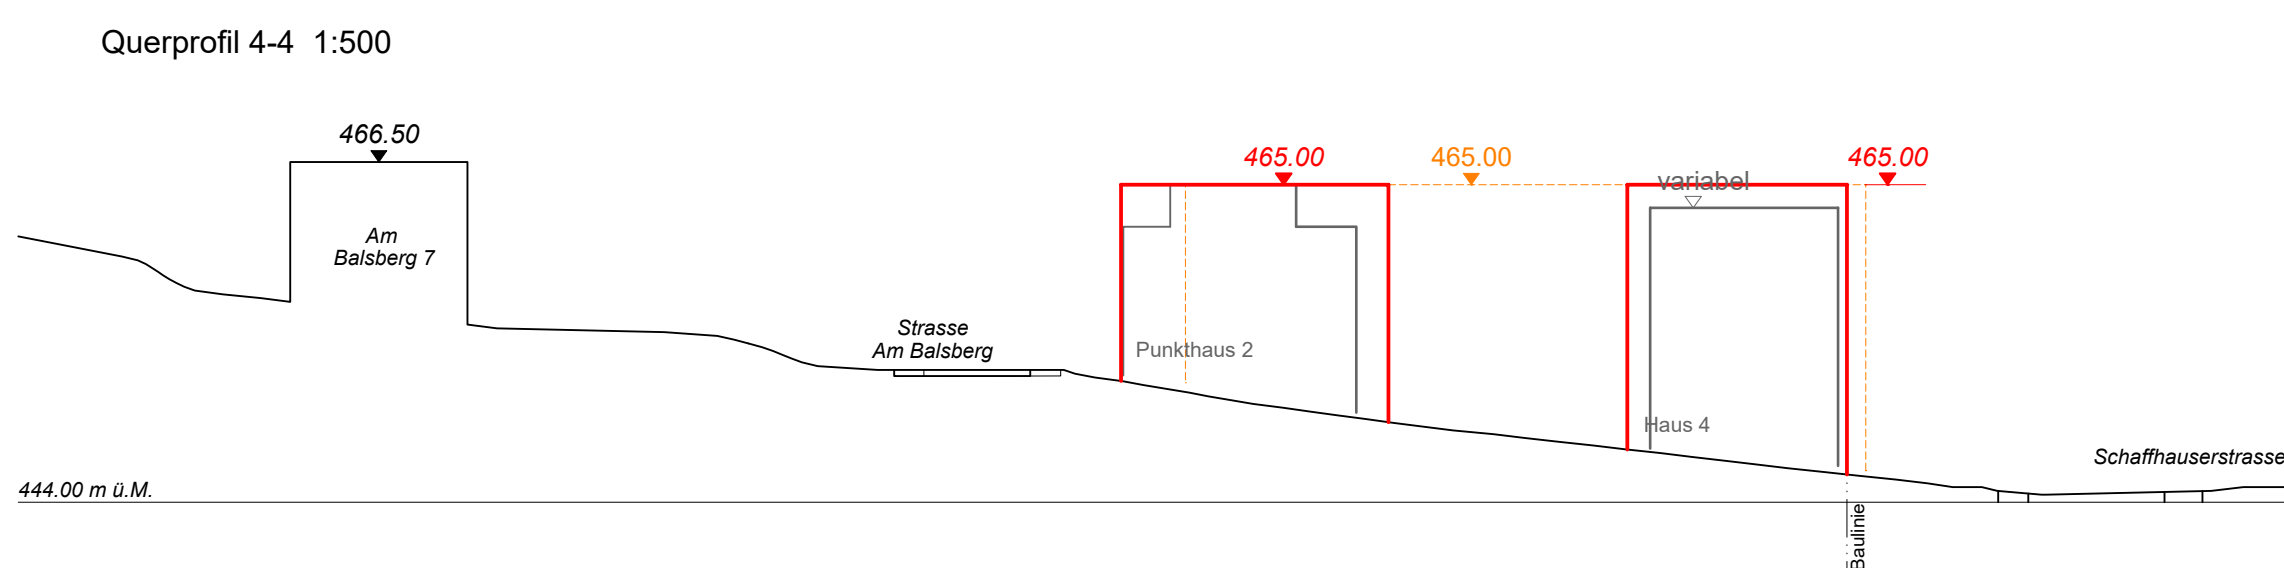 Querprofil 4-4  1:500
466.50
465.00
465.00
465.00
variabel
Am
Balsberg 7
Strasse
Am Balsberg
Punkthaus 2
Haus 4
Schaffhauserstrasse
444.00 m ü.M.
Baulinie